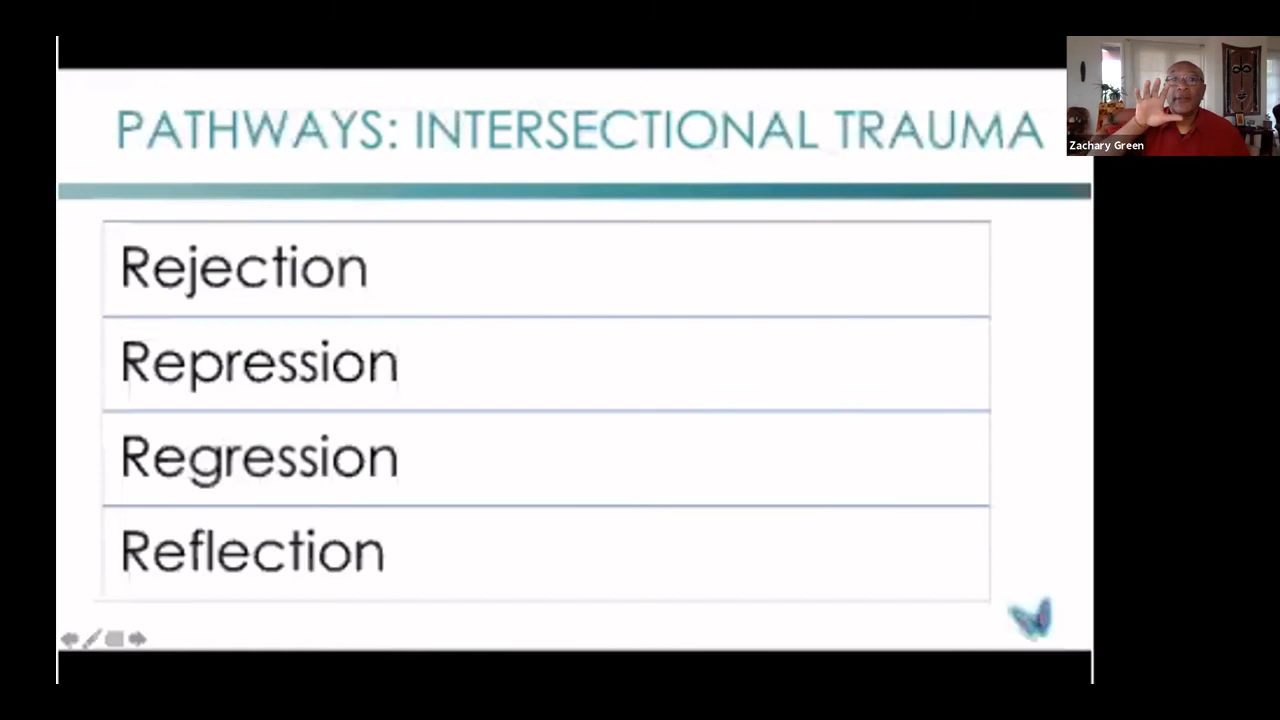 PATHWAYS: INTERSECTIONAL TRAUMA
Zachary Green
Rejection
Repression
Regression
Reflection